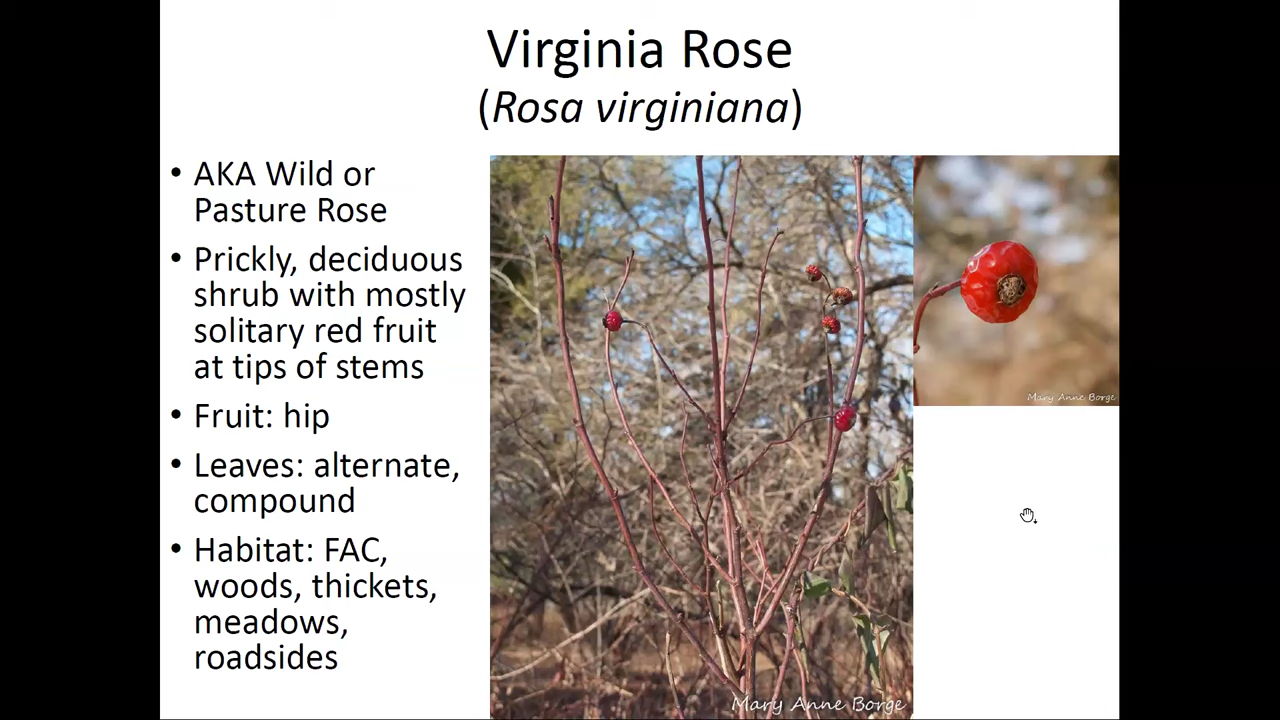 Virginia Rose
(Rosa virginiana)
• AKA Wild or
Pasture Rose
• Prickly, deciduous
shrub with mostly
solitary red fruit
at tips of stems
• Fruit: hip
• Leaves: alternate,
compound
• Habitat: FAC,
woods, thickets,
meadows,
roadsides
Mary Anne Borge
Mary Anne Borge